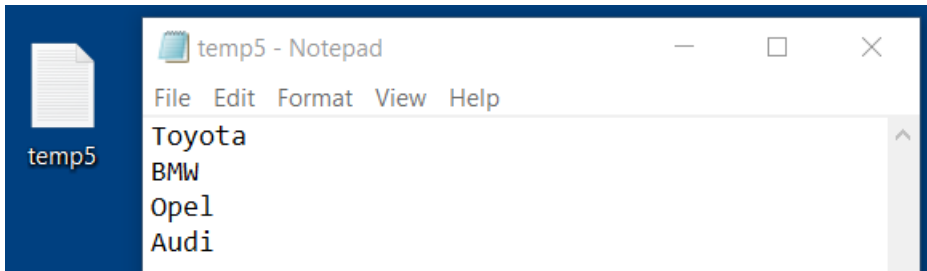 temp5 - Notepad
File Edit Format View Help
Toyota
temp5
BMW
Opel
Audi